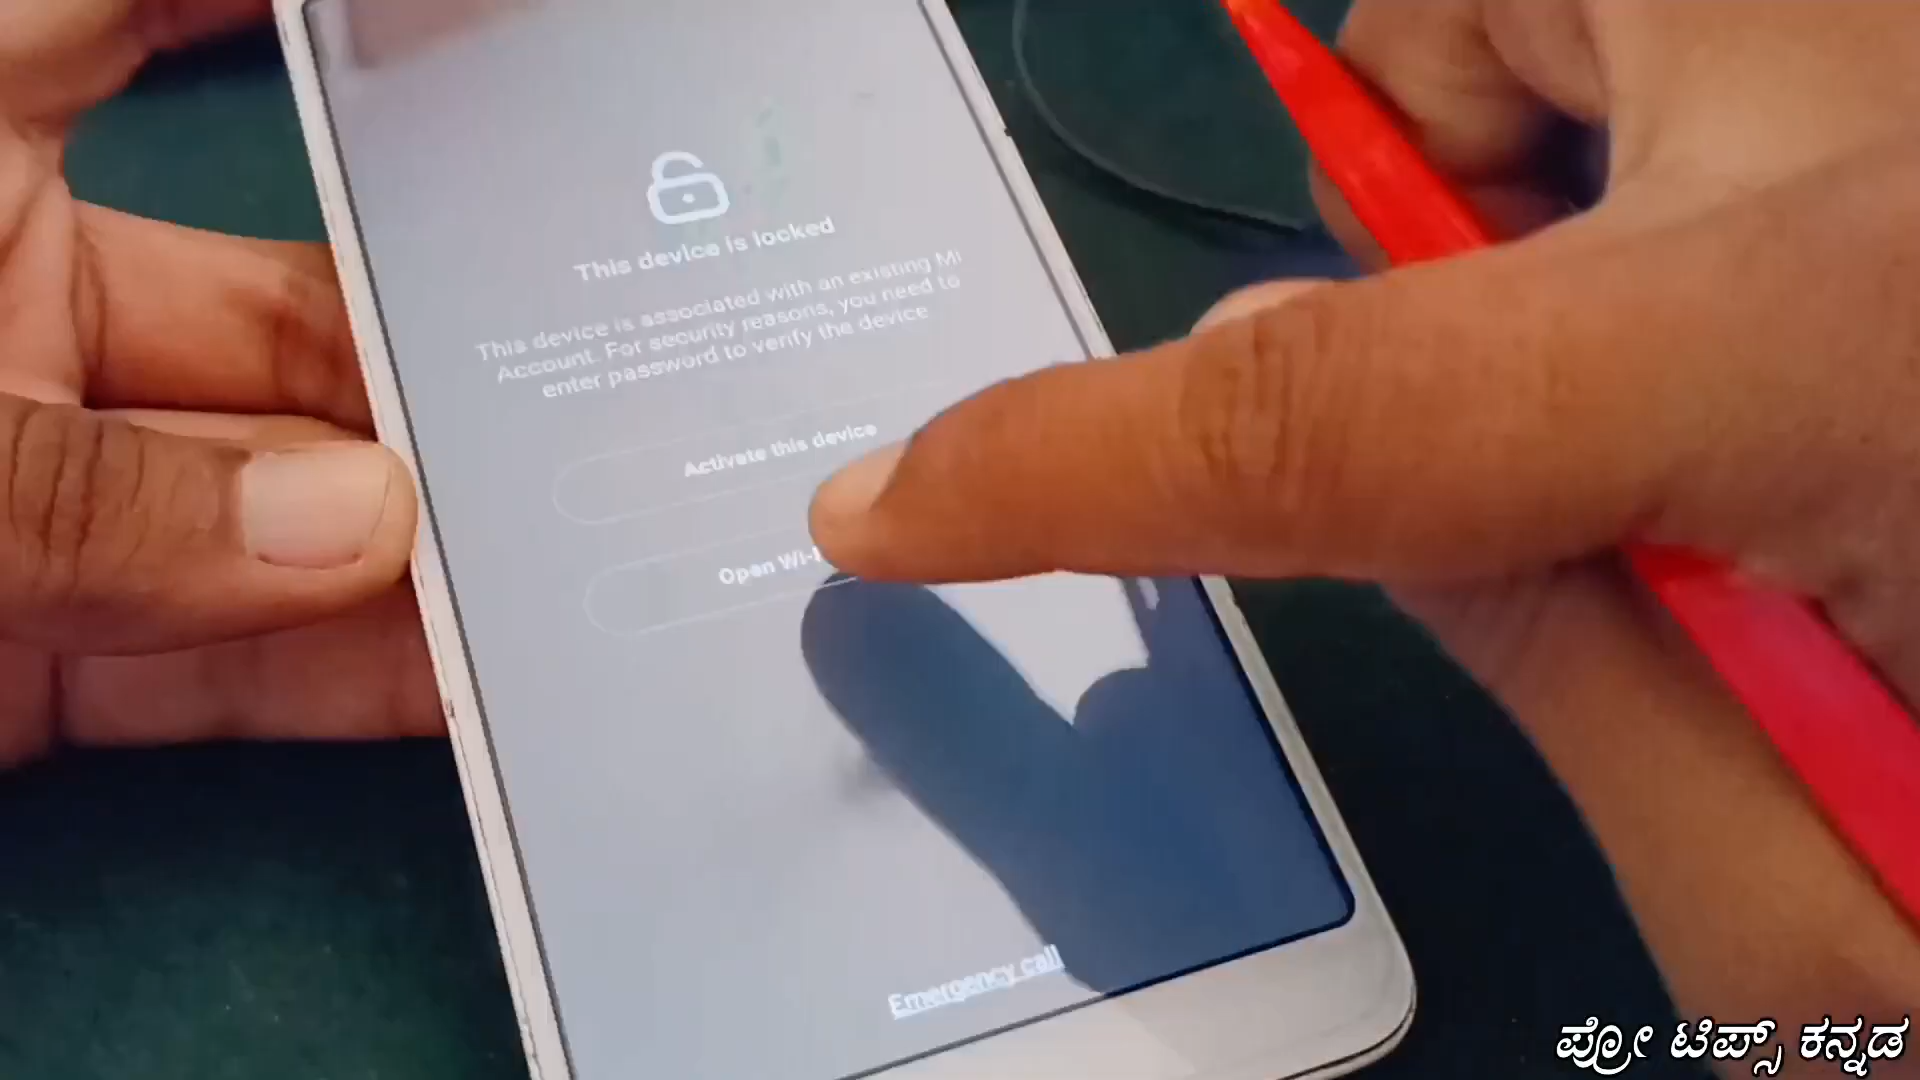 This device is locked
This device is associated with an existing Mi
Account. For security reasons, you need to
enter password to verify the device
Activate this device
Open
Emergency call
ಪ್ರೋ ಟಿಪ್ಸ್ ಕನ್ನಡ